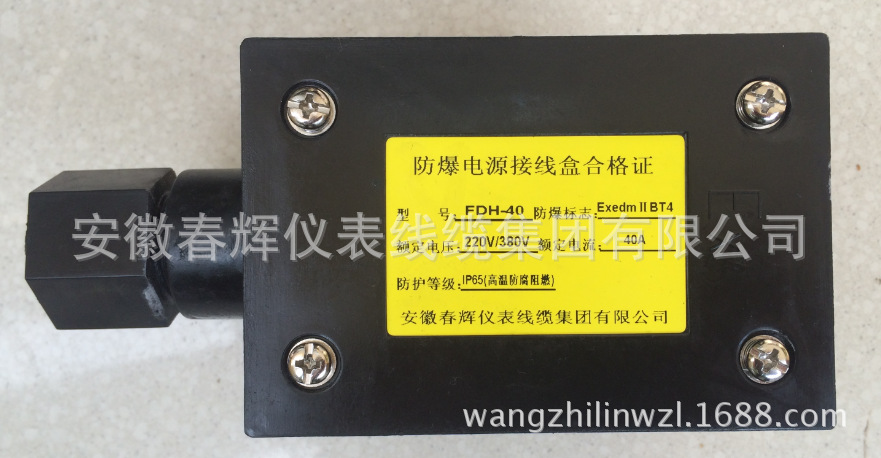 防爆电源接线盒合格证
型 号: FDH-40 防爆标志: Exedm II BT4
额定电压: 220V/380V 额定电流: 40A
防护等级: IP65(高温防腐阻燃)
安徽春辉仪表线缆集团有限公司
安徽春辉仪表线缆集团有限公司
wangzhilinwzl.1688.com